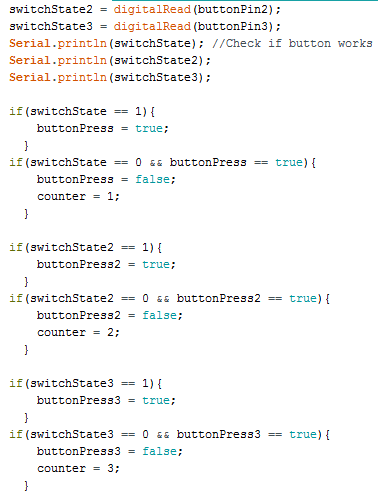 switchState2 = digitalRead(buttonPin2);
switchState3 = digitalRead(buttonPin3);
Serial.println(switchState); //Check if button works
Serial.println(switchState2);
Serial.println(switchState3);

if(switchState == 1){
    buttonPress = true;
  }
if(switchState == 0 && buttonPress == true){
    buttonPress = false;
    counter = 1;
  }

if(switchState2 == 1){
    buttonPress2 = true;
  }
if(switchState2 == 0 && buttonPress2 == true){
    buttonPress2 = false;
    counter = 2;
  }

if(switchState3 == 1){
    buttonPress3 = true;
  }
if(switchState3 == 0 && buttonPress3 == true){
    buttonPress3 = false;
    counter = 3;
  }